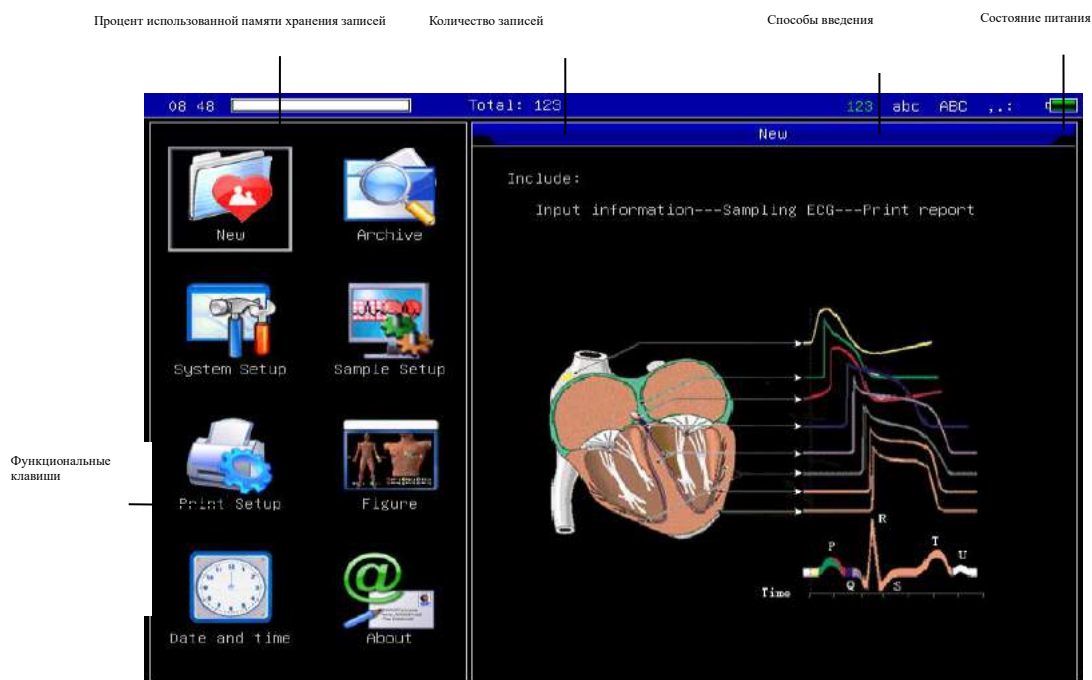 Процент использованной памяти хранения записей
Количество записей
Способы введения
Состояние питания
08 48
Total: 123
123 abc ABC ,.:
New
Include:
Input information---Sampling ECG---Print report
New
Archive
System Setup
Sample Setup
Функциональные
клавиши
Print Setup
Figure
R
P
T
U
Q
S
Time
Date and time
About